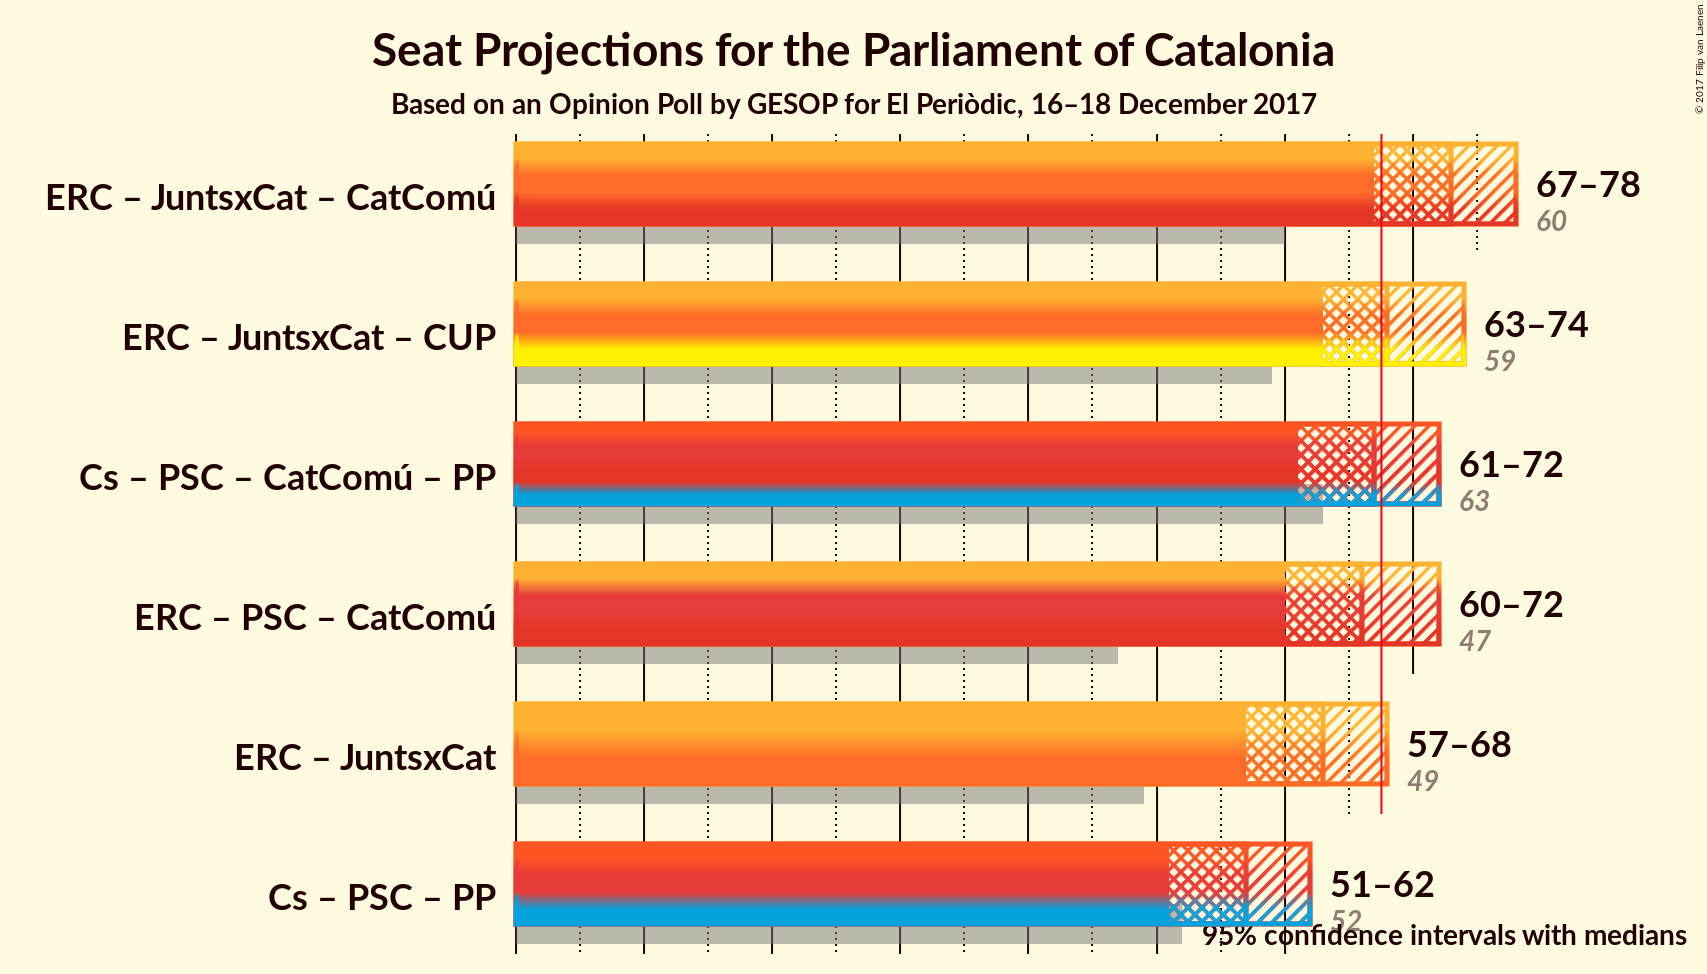 Seat Projections for the Parliament of Catalonia
Based on an Opinion Poll by GESOP for El Periòdic, 16–18 December 2017
© 2017 Filip van Laenen
ERC – JuntsxCat – CatComú
67–78
60
ERC – JuntsxCat – CUP
63–74
59
Cs – PSC – CatComú – PP
61–72
63
ERC – PSC – CatComú
60–72
47
ERC – JuntsxCat
57–68
49
Cs – PSC – PP
51–62
52
95% confidence intervals with medians